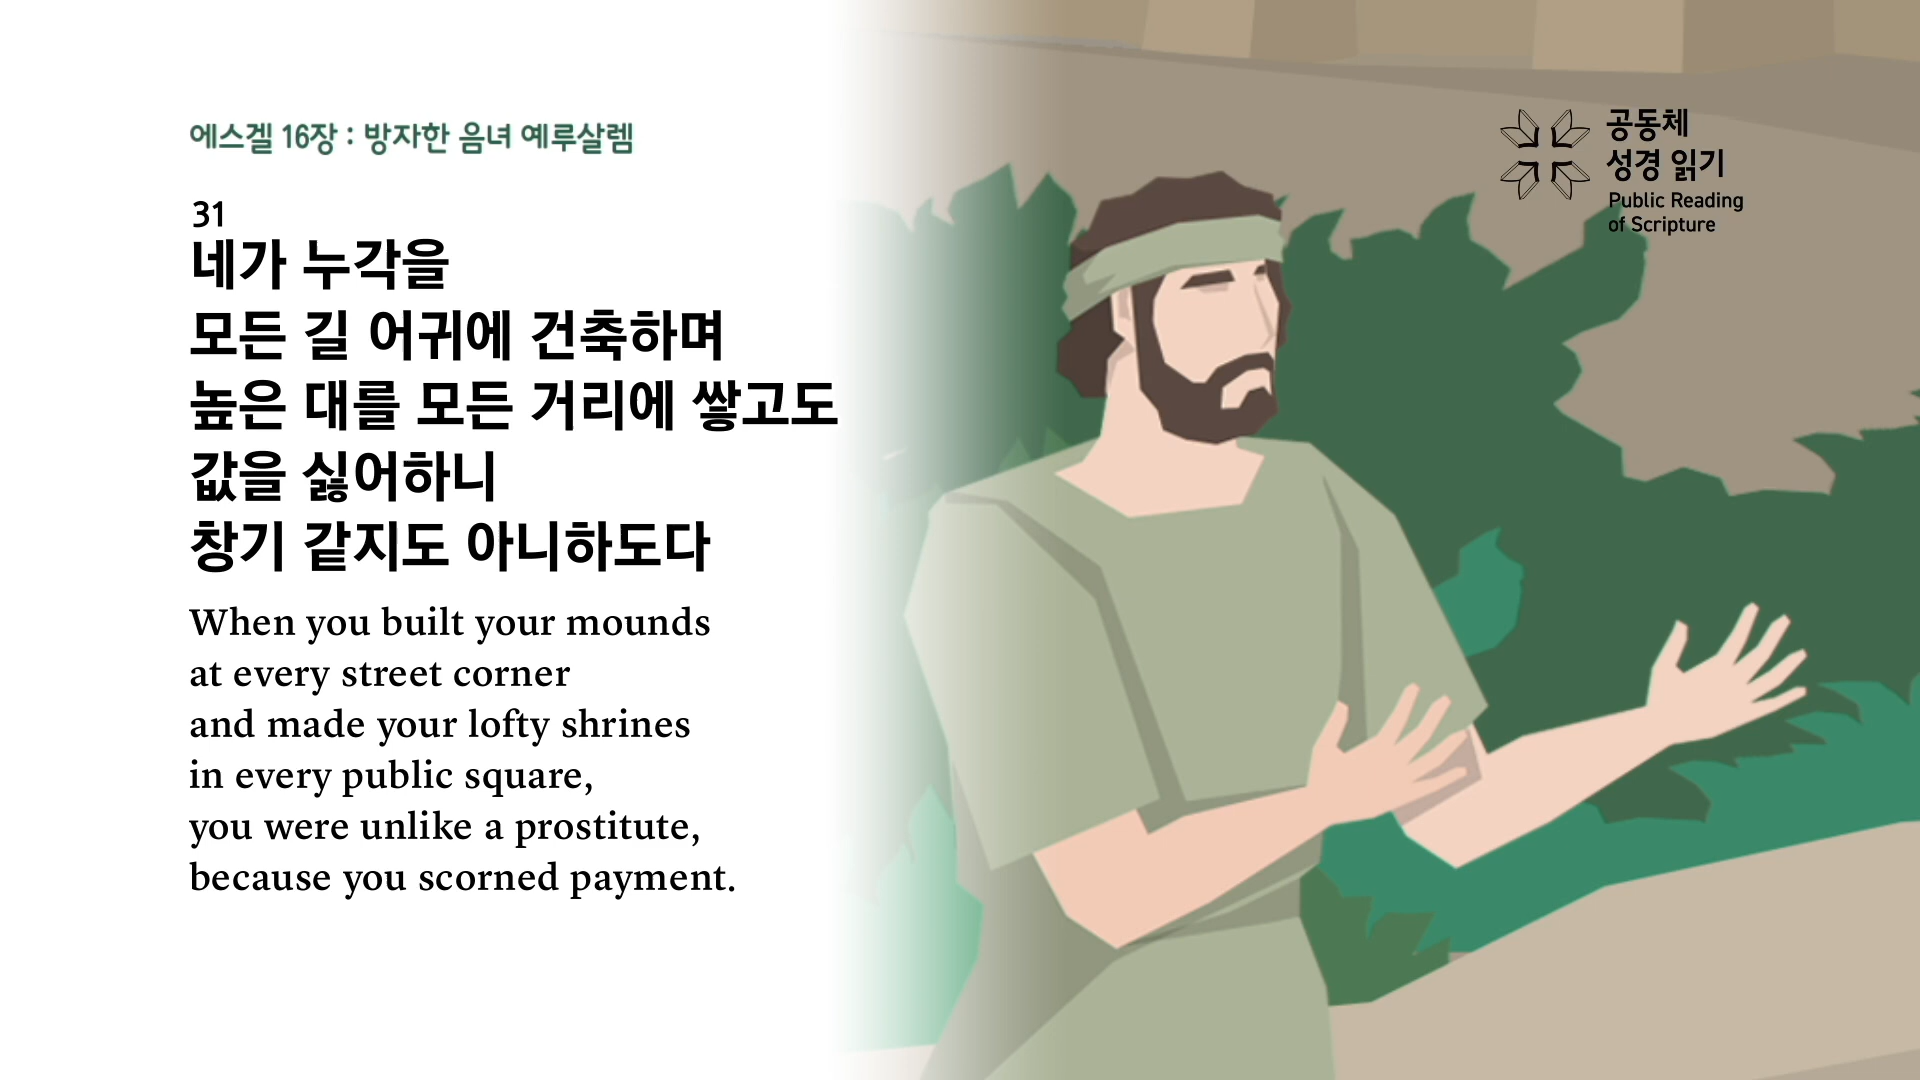 에스겔 16장 : 방자한 음녀 예루살렘
31
네가 누각을
모든 길 어귀에 건축하며
높은 대를 모든 거리에 쌓고도
값을 싫어하니
창기 같지도 아니하도다
When you built your mounds
at every street corner
and made your lofty shrines
in every public square,
you were unlike a prostitute,
because you scorned payment.
공동체
성경 읽기
Public Reading
of Scripture